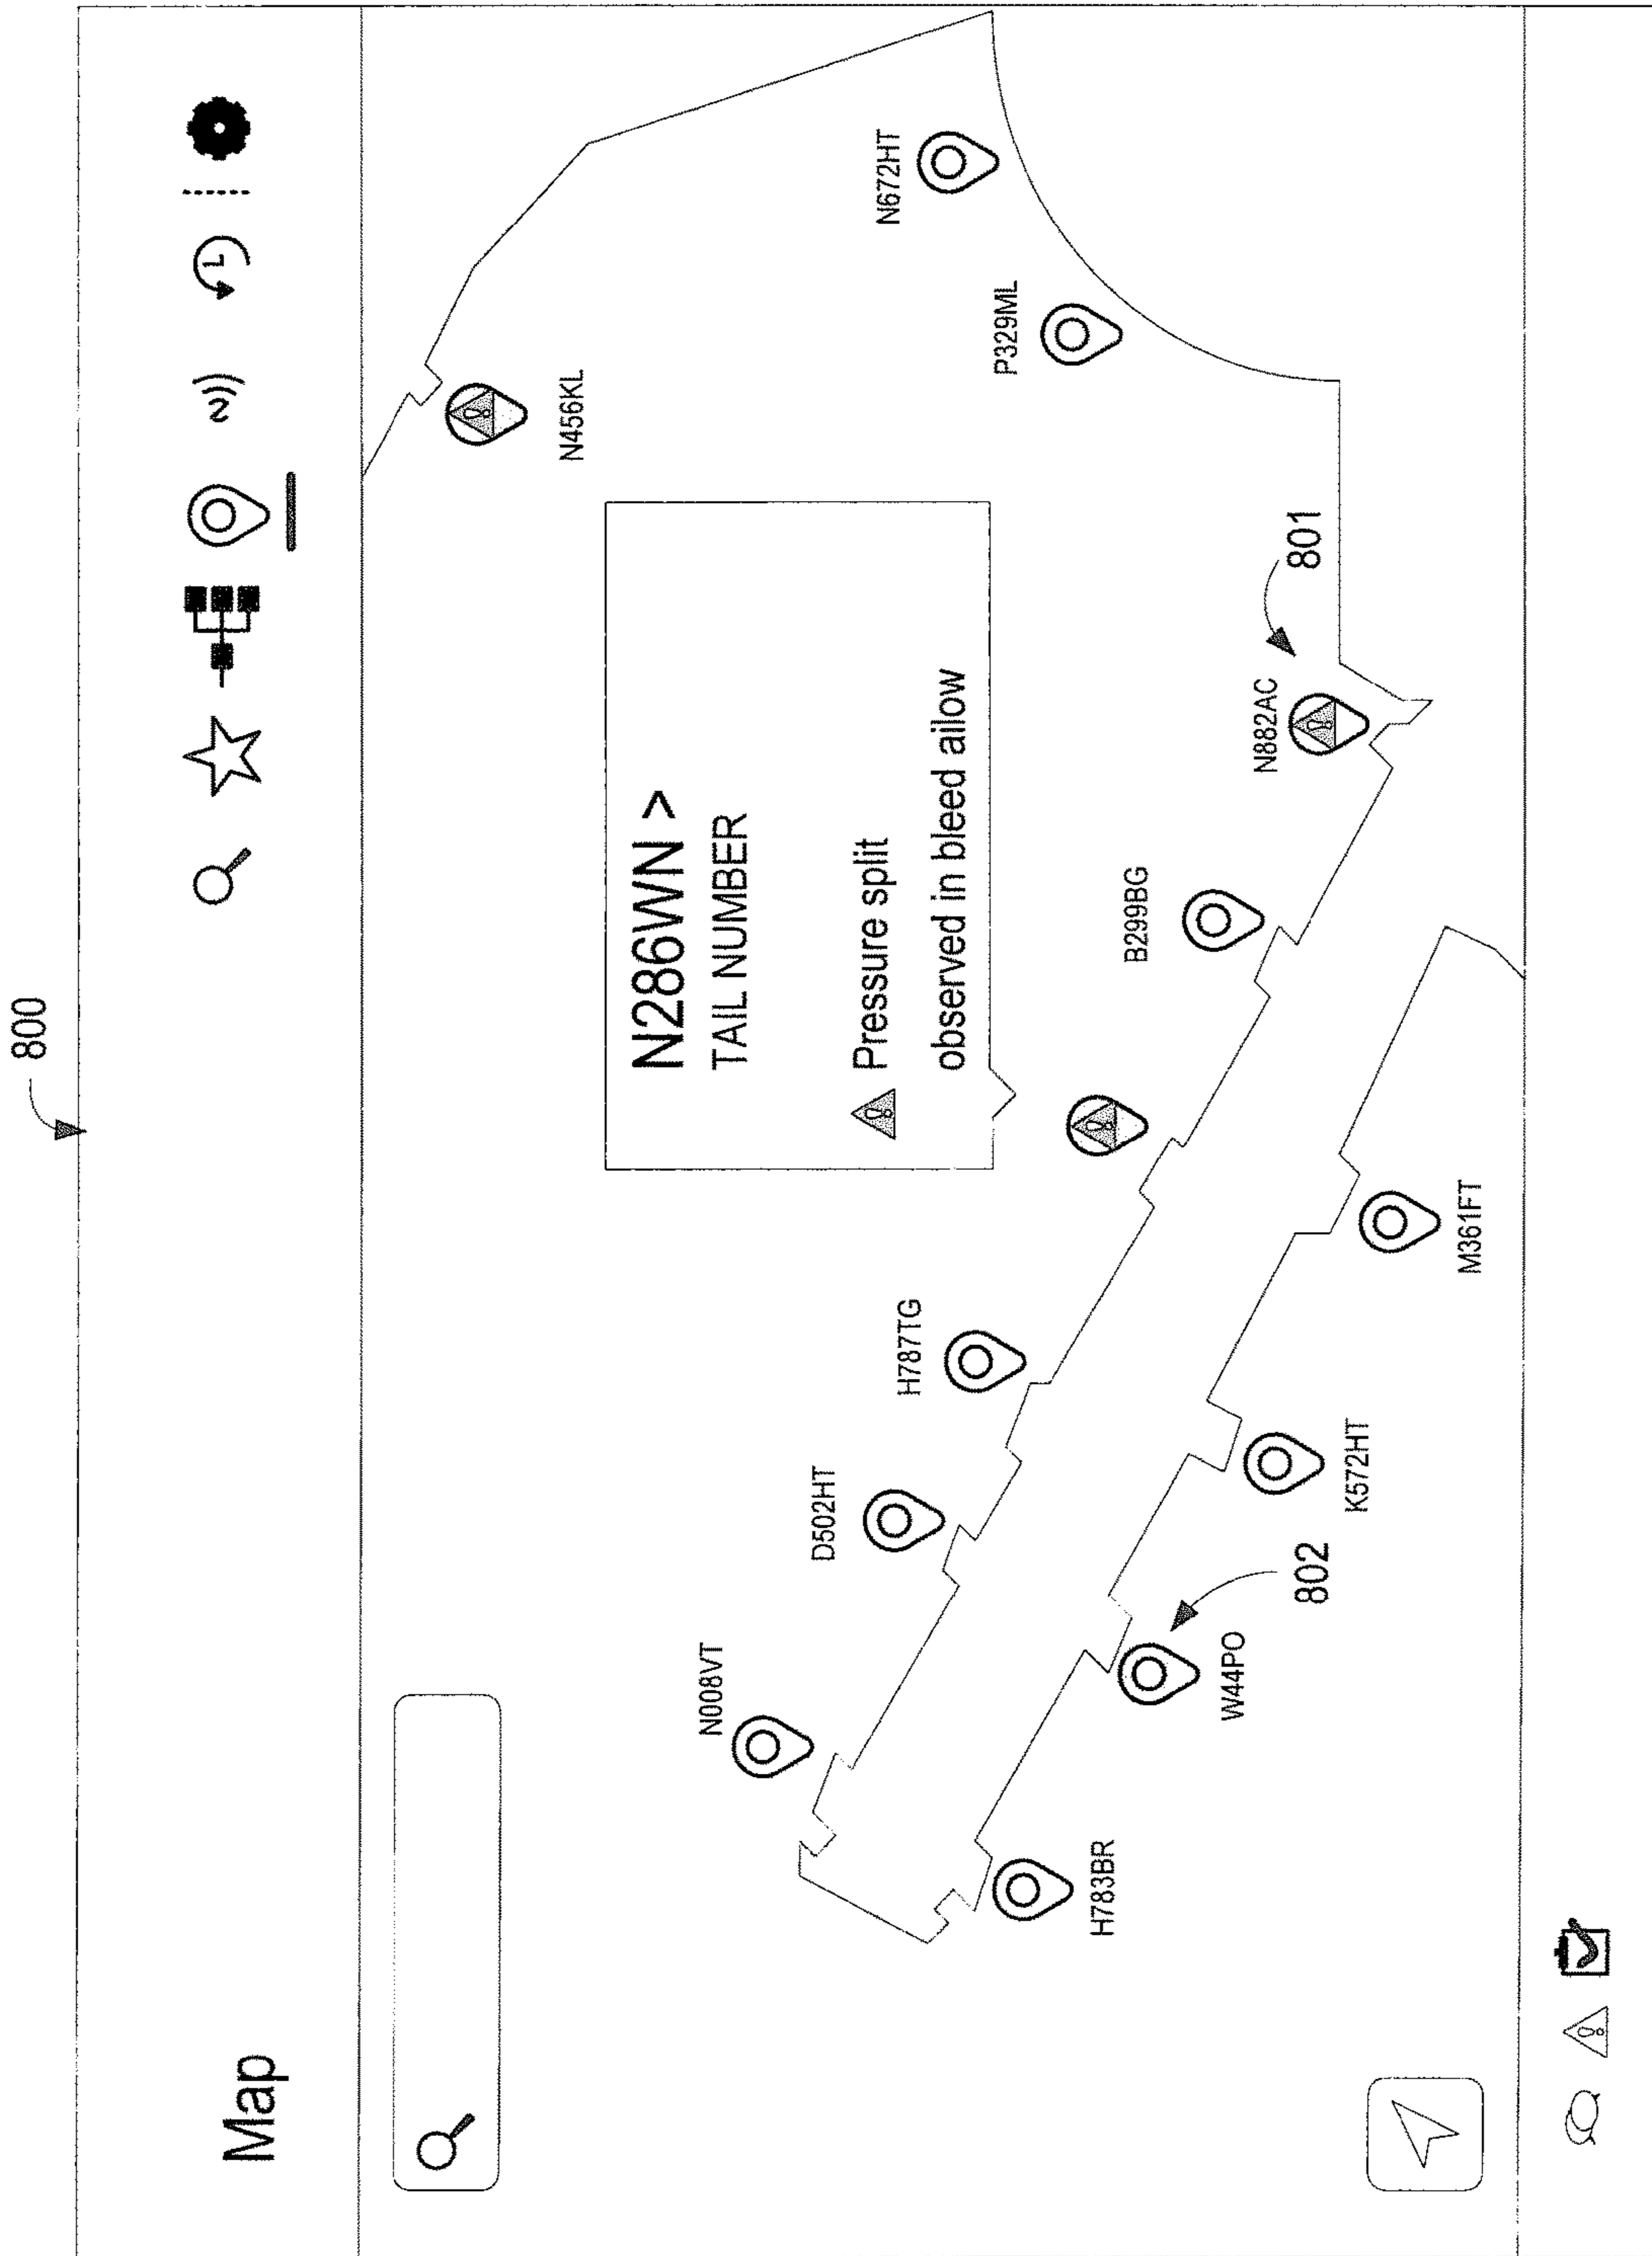 800
Map
N456KL
N286WN >
TAIL NUMBER
Pressure split
observed in bleed ailow
N008VT
D502HT
N672HT
H787TG
P329ML
H783BR
B299BG
W44PO
N882AC
802
801
K572HT
M361FT